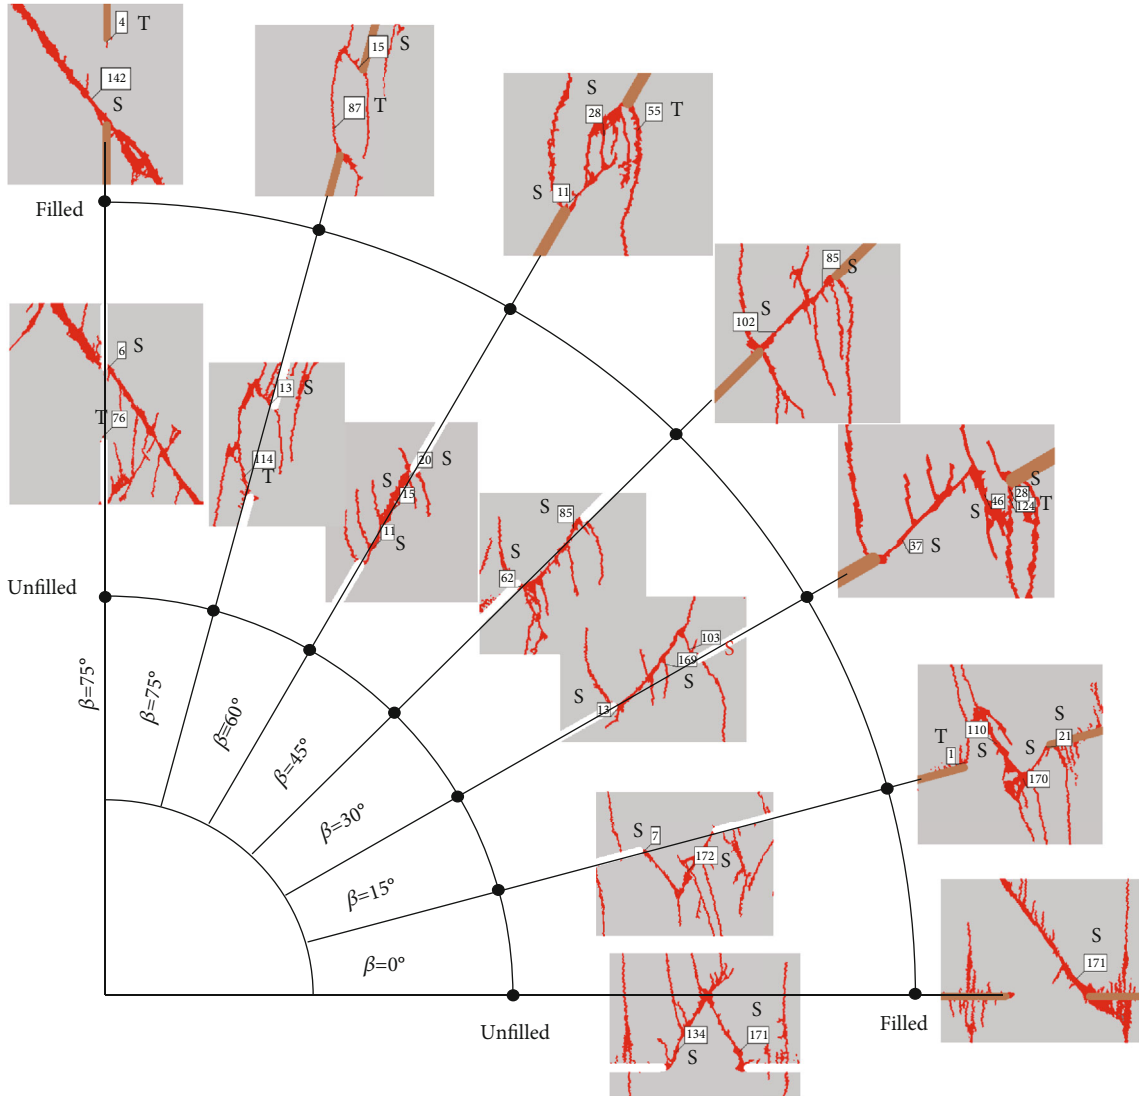 4 T
142
S
15 S
87 T
28
55 T
S 11
Filled
85 S
S
102
6 S
T 76
13 S
114
T
20 S
S
15
11
S
S 85
S
62
S
28
46
124 T
S
37 S
103
S
169
S
S
13
Unfilled
β=75°
β=75°
β=60°
β=45°
β=30°
β=15°
β=0°
S
T 110 21
1 S S
170
S 7
172 S
S
171
S
134 171
S
Unfilled
Filled